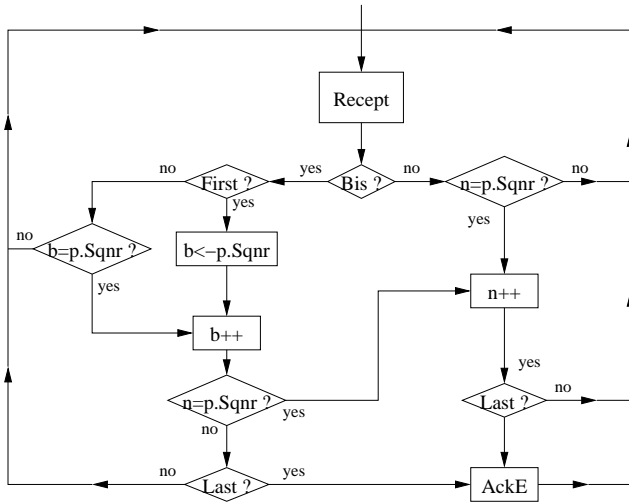 Recept
no
First ?
yes
Bis ?
no
n=p.Sqnr ?
no
yes
yes
no
b=p.Sqnr ?
b<−p.Sqnr
yes
n++
b++
yes
n=p.Sqnr ?
yes
Last ?
no
no
no
Last ?
yes
AckE